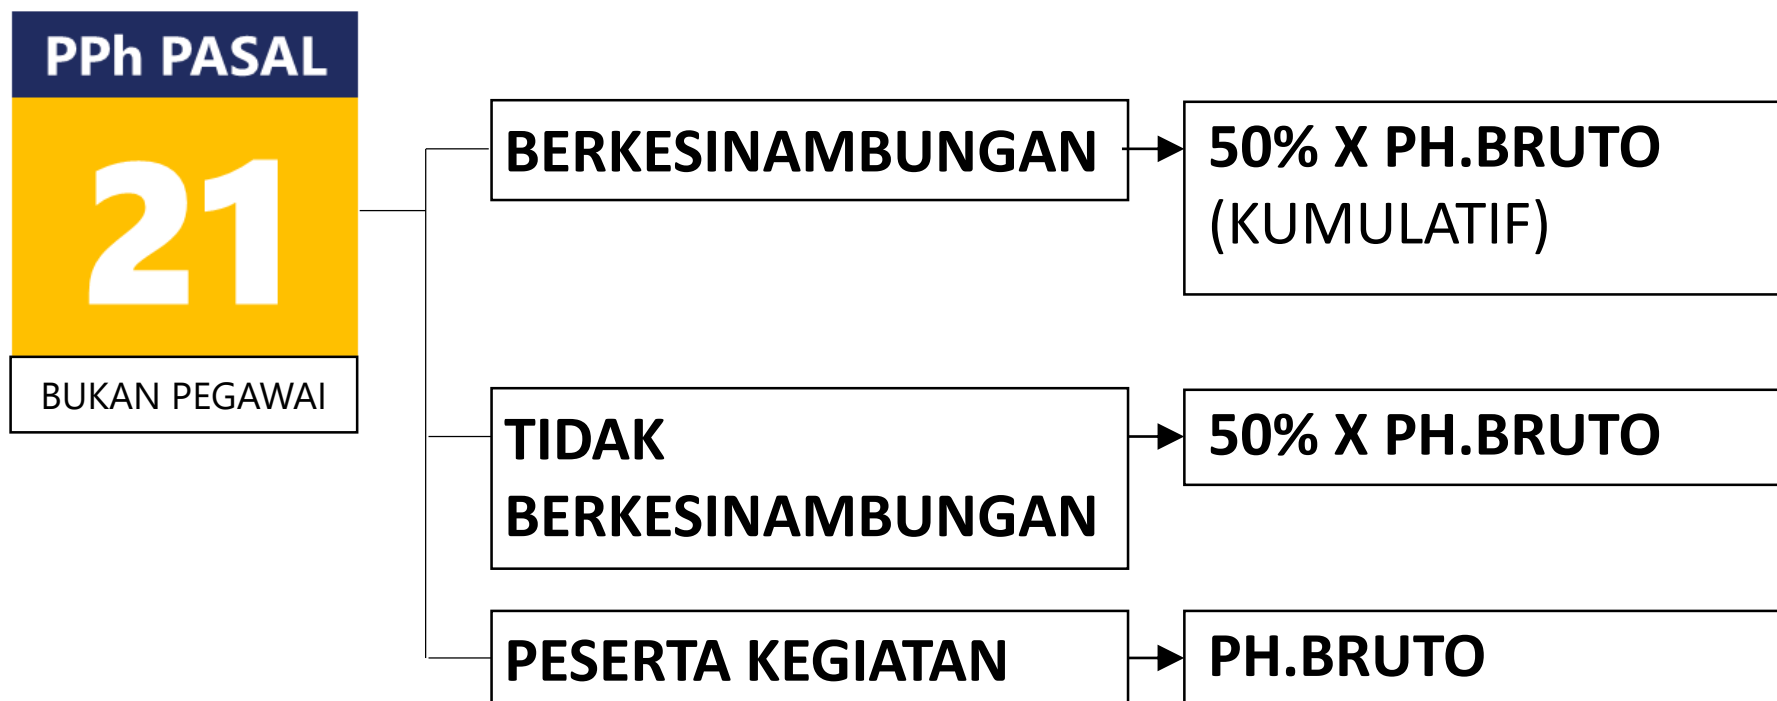 PPh PASAL
21
BUKAN PEGAWAI
BERKESINAMBUNGAN
50% X PH.BRUTO
(KUMULATIF)
TIDAK
BERKESINAMBUNGAN
50% X PH.BRUTO
PESERTA KEGIATAN
PH.BRUTO